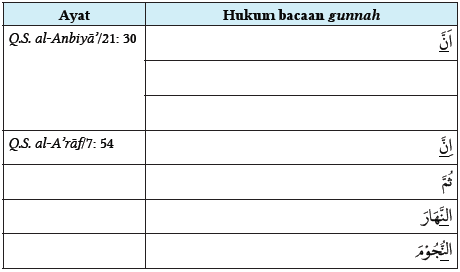 Ayat Hukum bacaan gunnah
Q.S. al-Anbiyā'/21: 30 اَنَّ
Q.S. al-A'rāf/7: 54 اِنَّ
ثُمَّ
النَّهَارَ
النُّجُوْمَ